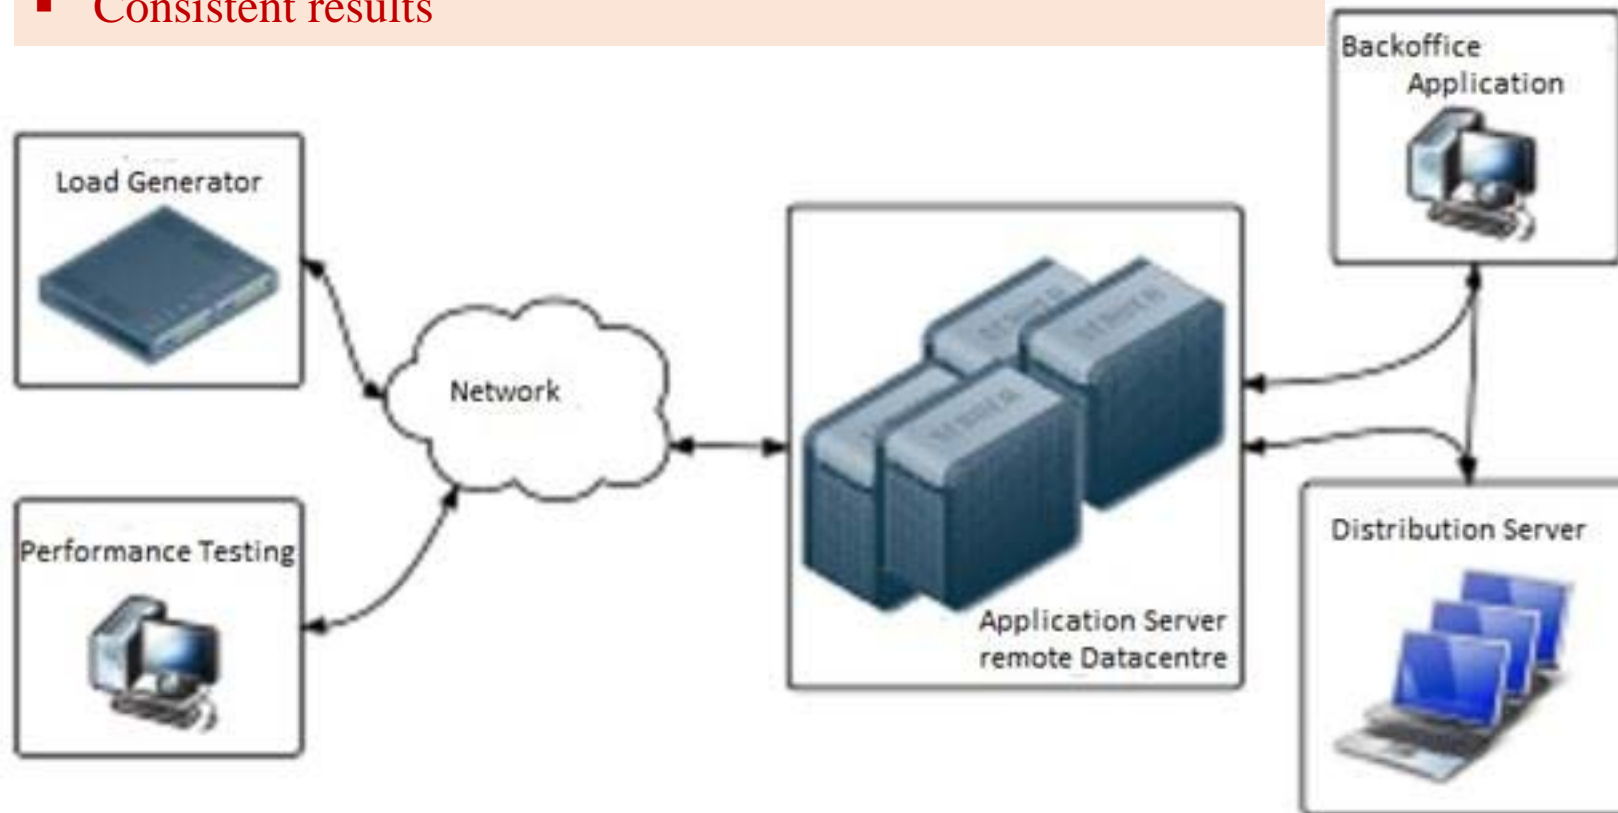 ▪ Consistent results
Backoffice
Application
Load Generator
Network
Performance Testing
Application Server
remote Datacentre
Distribution Server